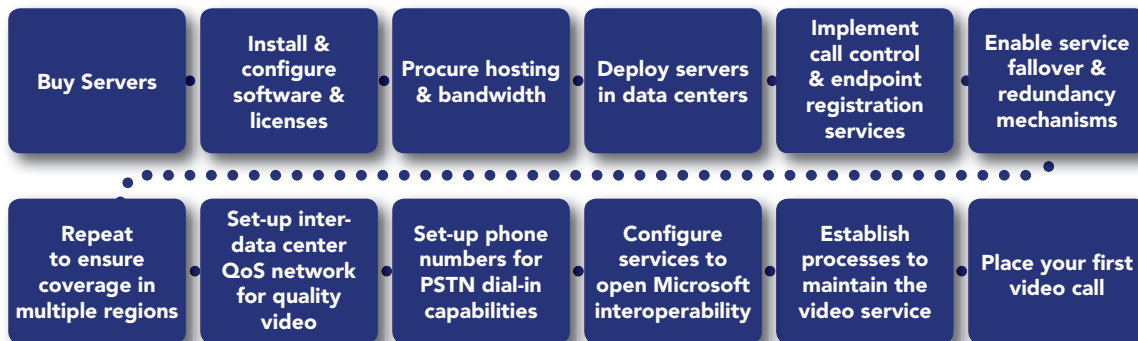 Buy Servers
Install &
configure
software &
licenses
Procure hosting
& bandwidth
Deploy servers
in data centers
Implement
call control
& endpoint
registration
services
Enable service
fallover &
redundancy
mechanisms
Repeat
to ensure
coverage in
multiple regions
Set-up inter-
data center
QoS network
for quality
video
Set-up phone
numbers for
PSTN dial-in
capabilities
Configure
services to
open Microsoft
interoperability
Establish
processes to
maintain the
video service
Place your first
video call